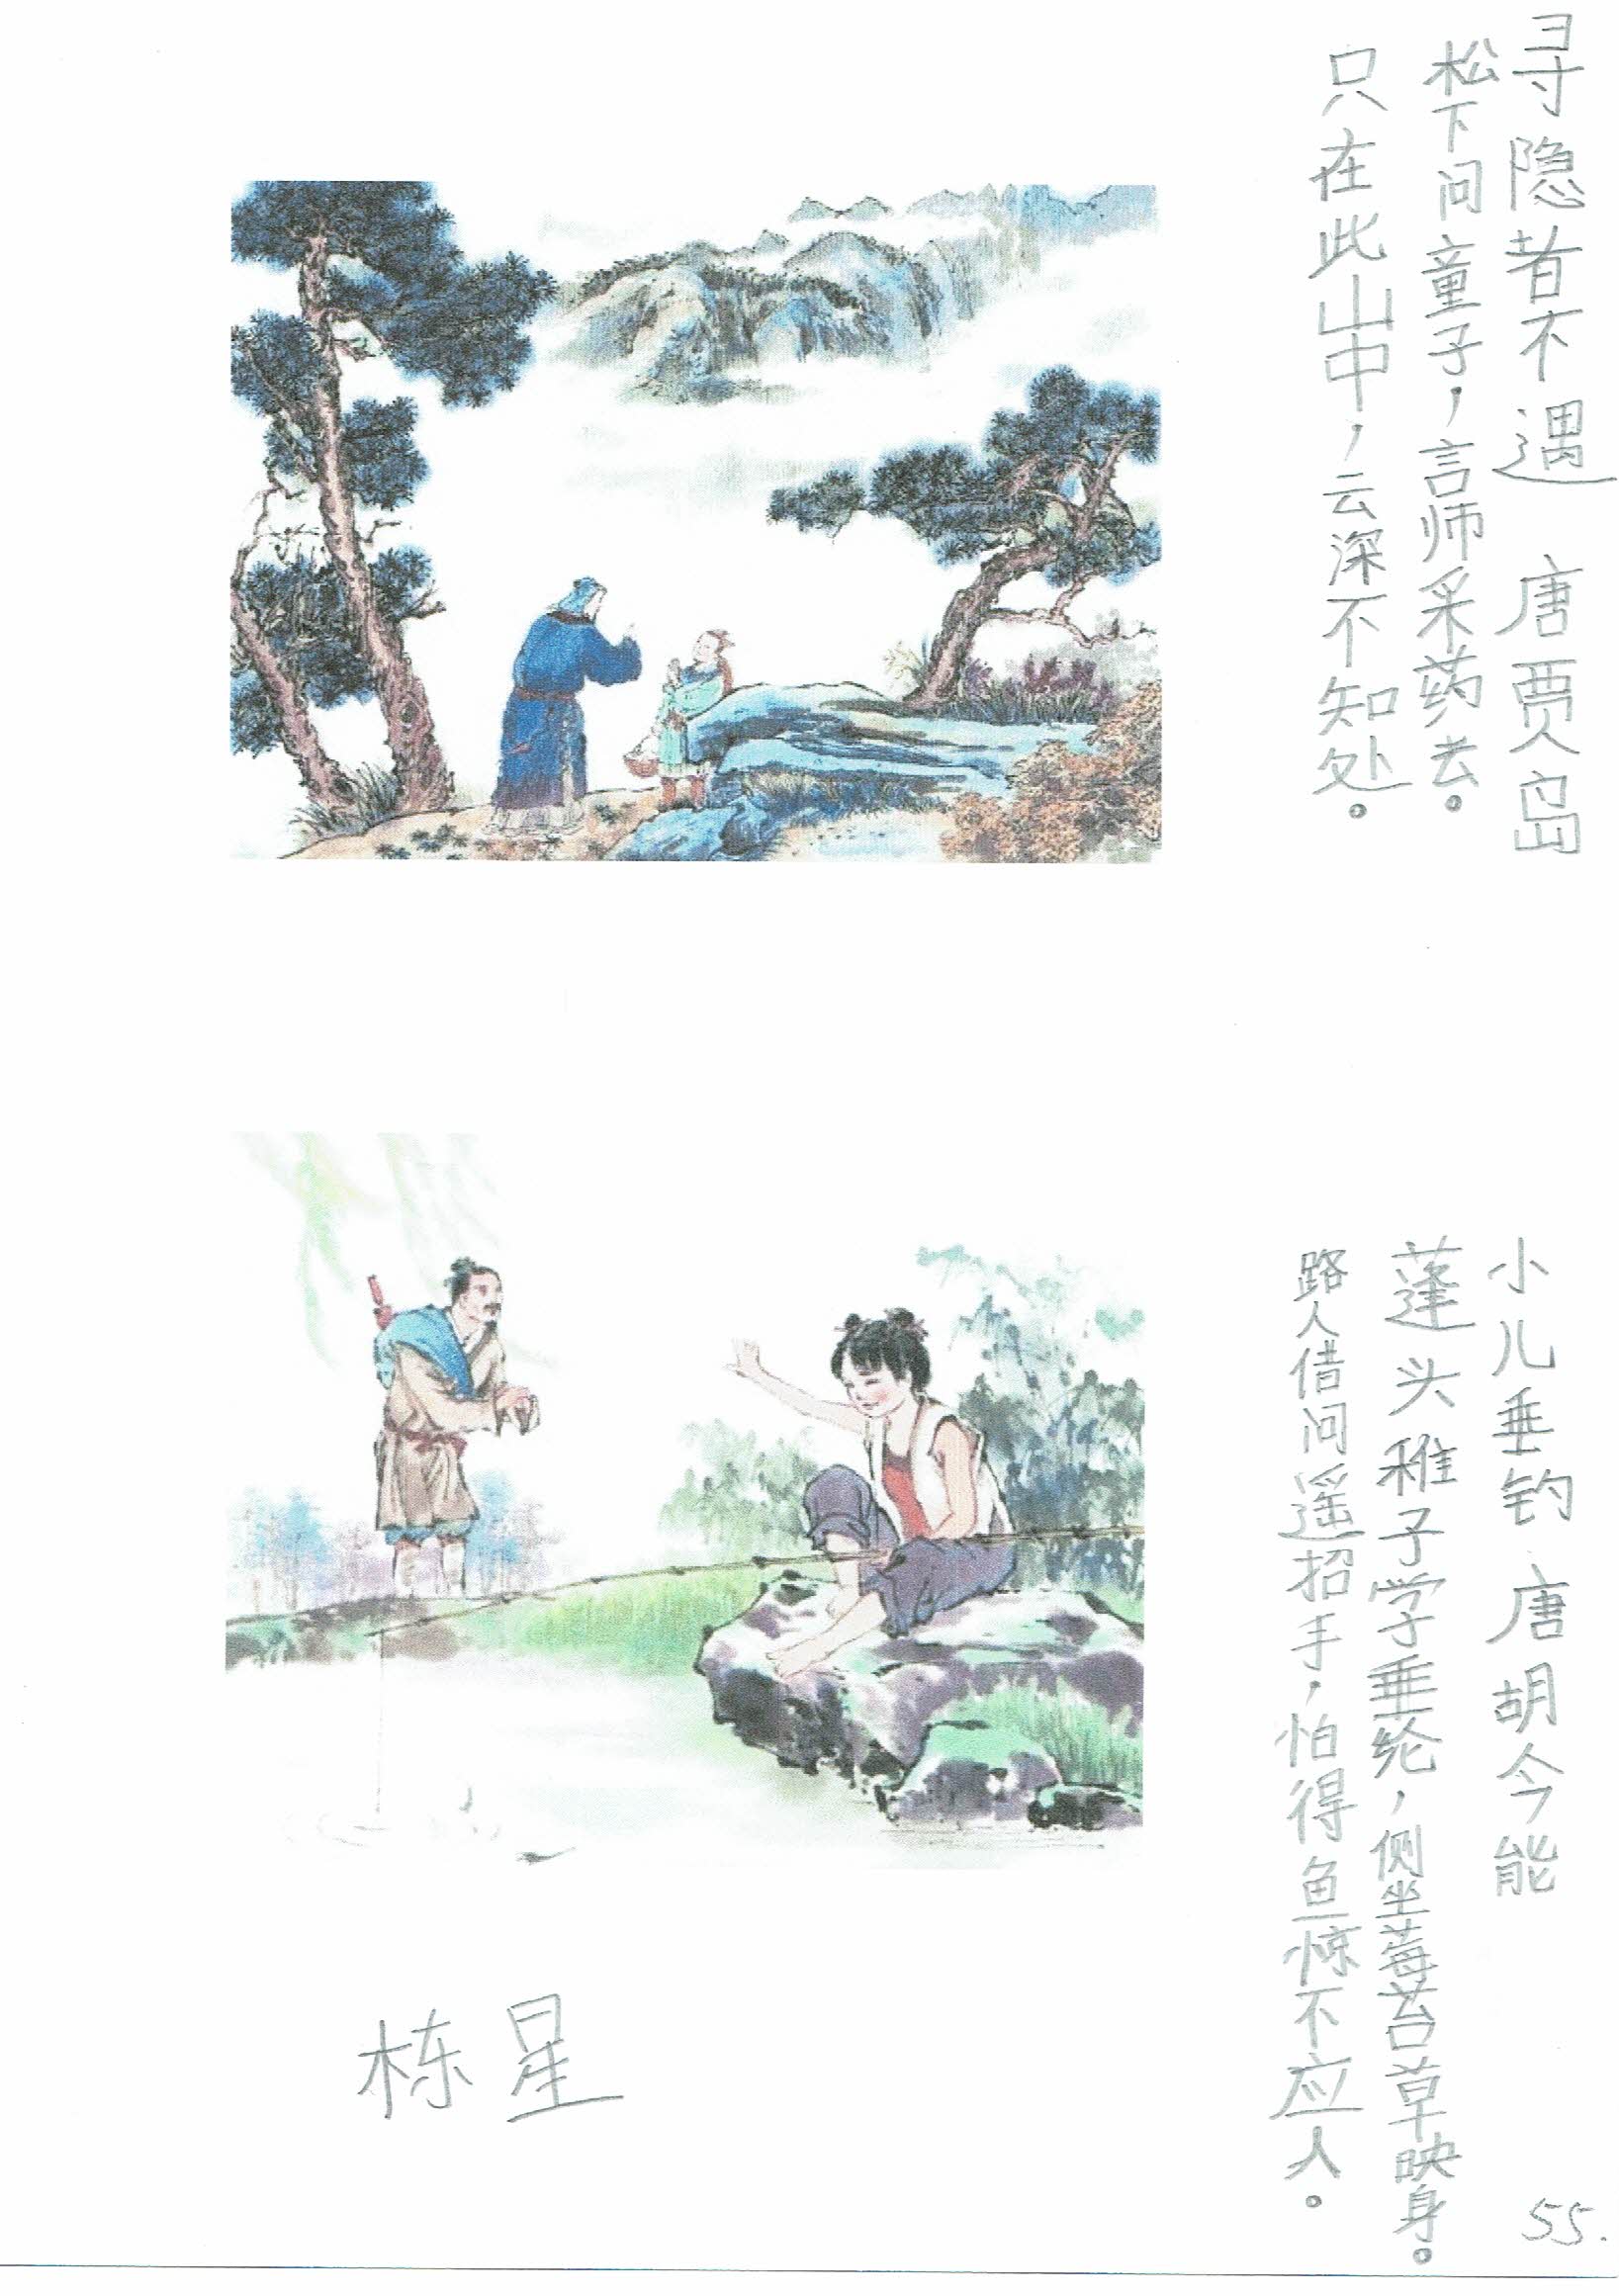 寻隐者不遇 唐贾岛
松下问童子，言师采药去。
只在此山中，云深不知处。
小儿垂钓 唐胡今能
蓬头稚子学垂纶，侧坐莓苔草映身。
路人借问遥招手，怕得鱼惊不应人。
栋星
55.